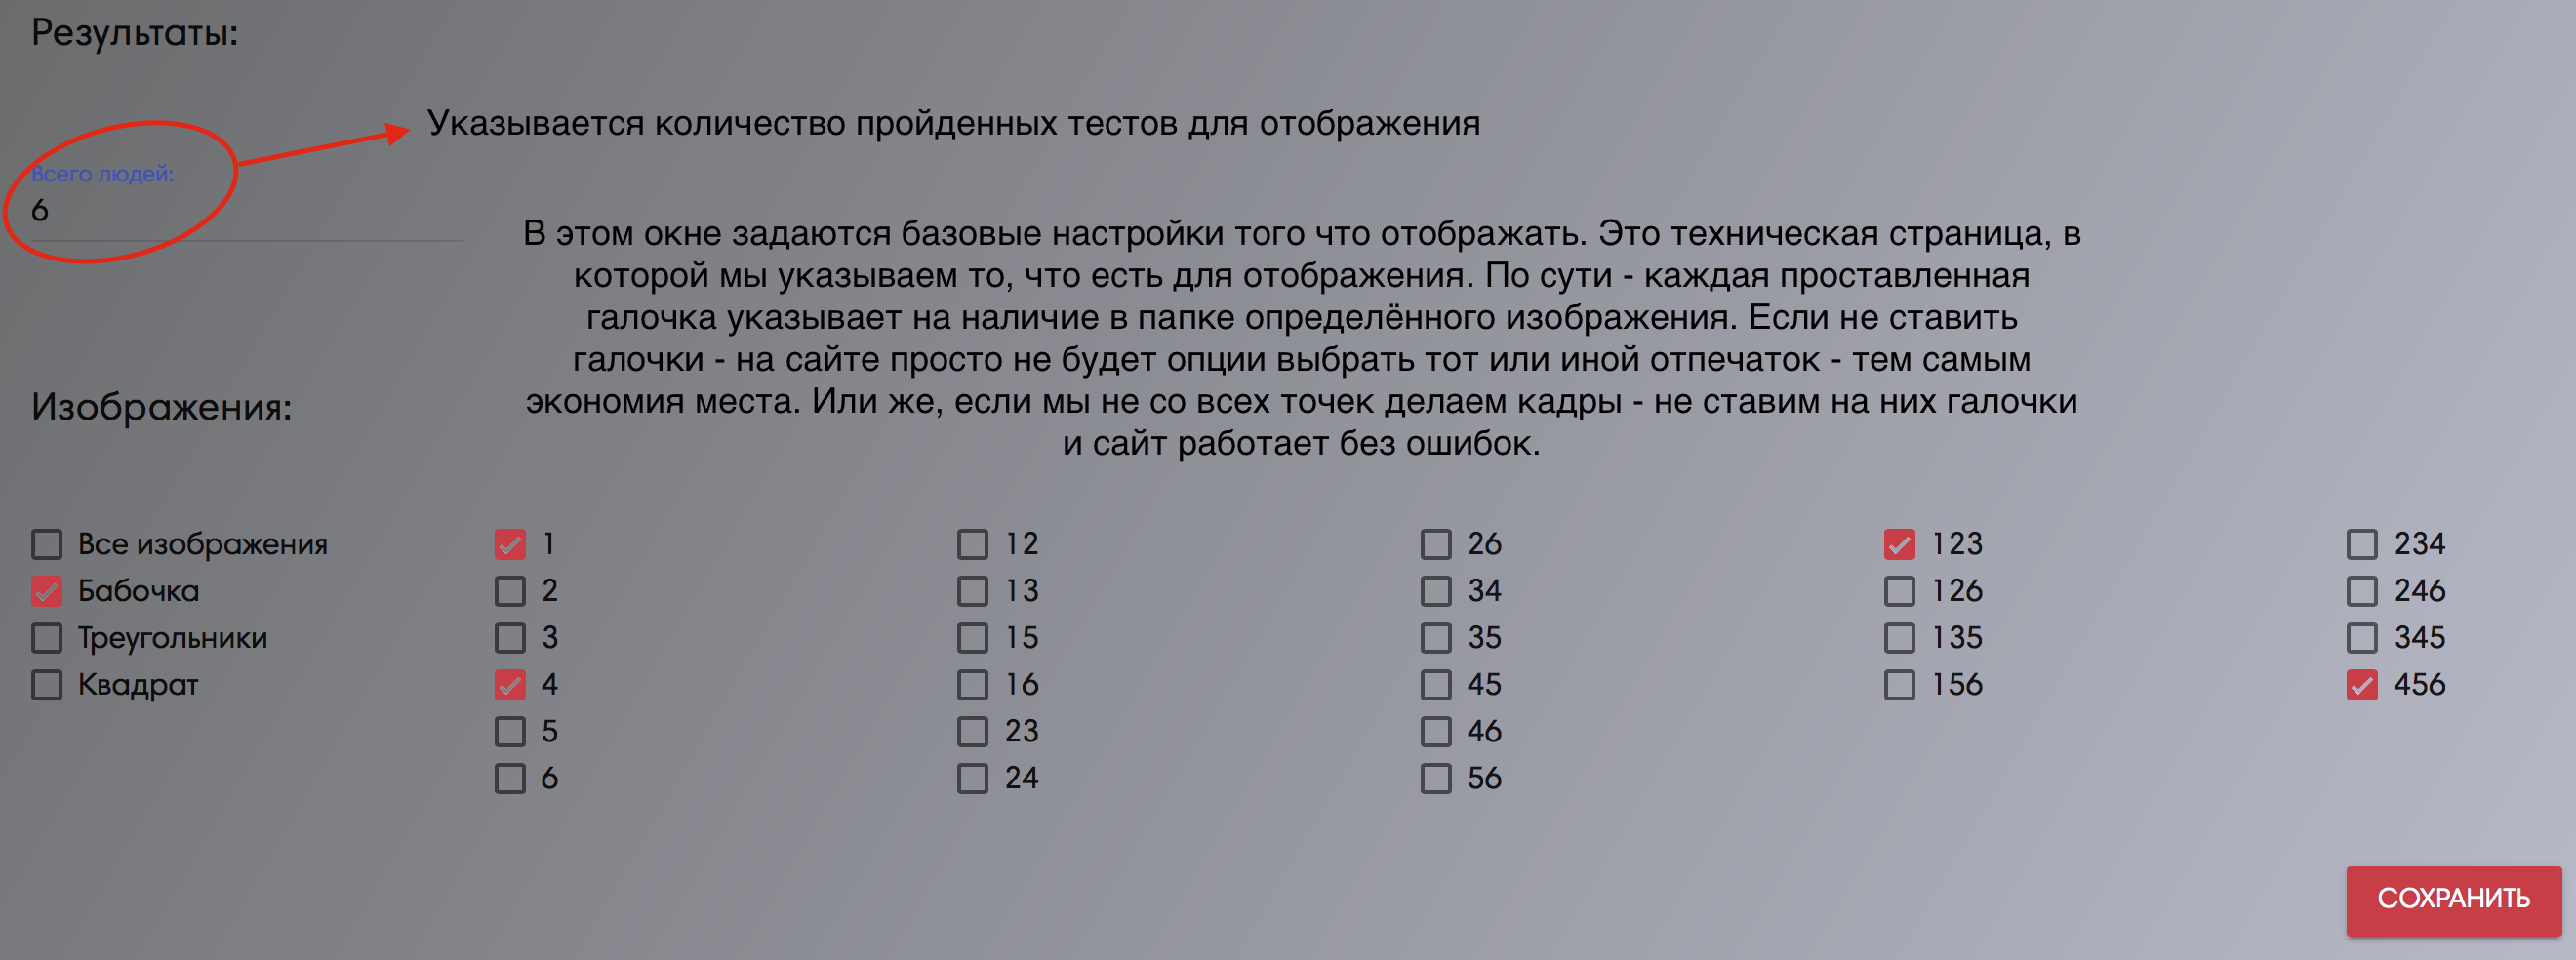 Результаты:
Указывается количество пройденных тестов для отображения
Всего людей:
6
В этом окне задаются базовые настройки того что отображать. Это техническая страница, в
которой мы указываем то, что есть для отображения. По сути - каждая проставленная
галочка указывает на наличие в папке определённого изображения. Если не ставить
галочки - на сайте просто не будет опции выбрать тот или иной отпечаток - тем самым
экономия места. Или же, если мы не со всех точек делаем кадры - не ставим на них галочки
и сайт работает без ошибок.
Изображения:
Все изображения
Бабочка
Треугольники
Квадрат
1
2
3
4
5
6
12
13
15
16
23
24
26
34
35
45
46
56
123
126
135
156
234
246
345
456
СОХРАНИТЬ